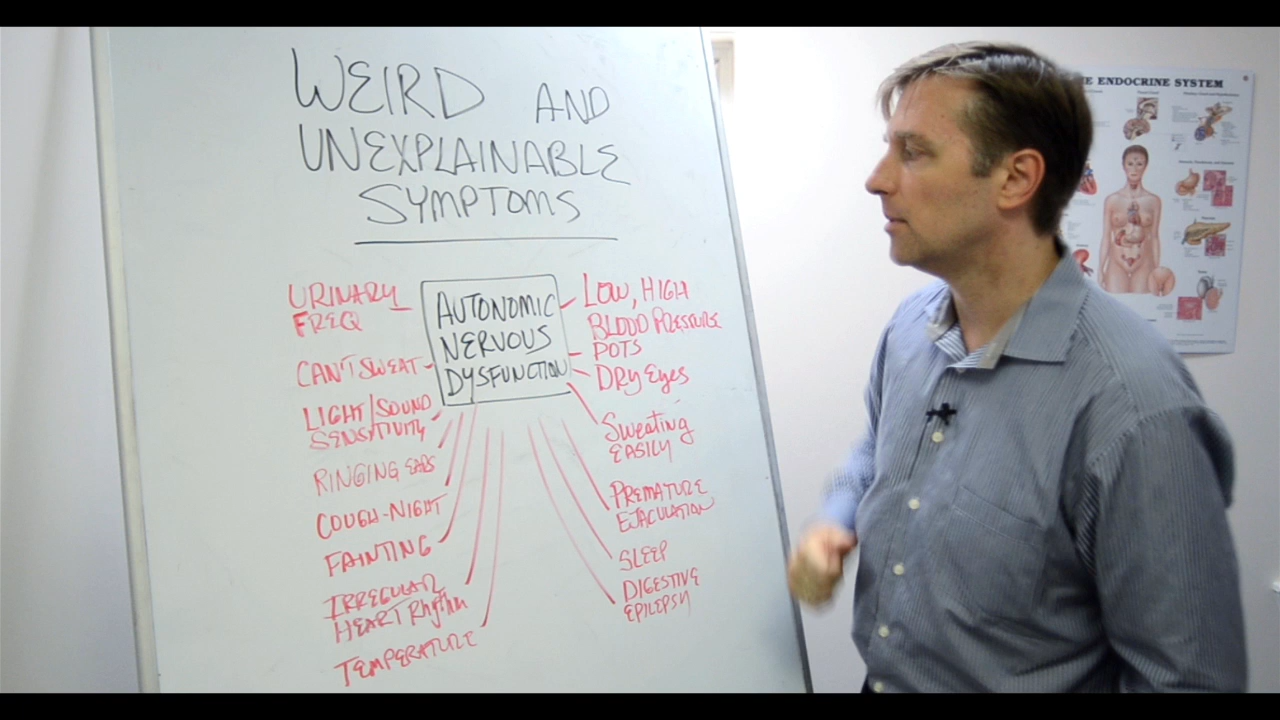 WEIRD AND
UNEXPLAINABLE
SYMPTOMS
AUTONOMIC
NERVOUS
DYSFUNCTION
URINARY
FREQ
CAN'T SWEAT
LIGHT/SOUND
SENSITIVITY
RINGING EARS
COUGH-NIGHT
FAINTING
IRREGULAR
HEART Rhythm
TEMPERATURE
LOW, HIGH
BLOOD PRESSURE
POTS
DRY Eyes
Sweating
EASILY
PREMATURE
EJACULATION
SLEEP
DIGESTIVE
EPILEPSY
ENDOCRINE SYSTEM